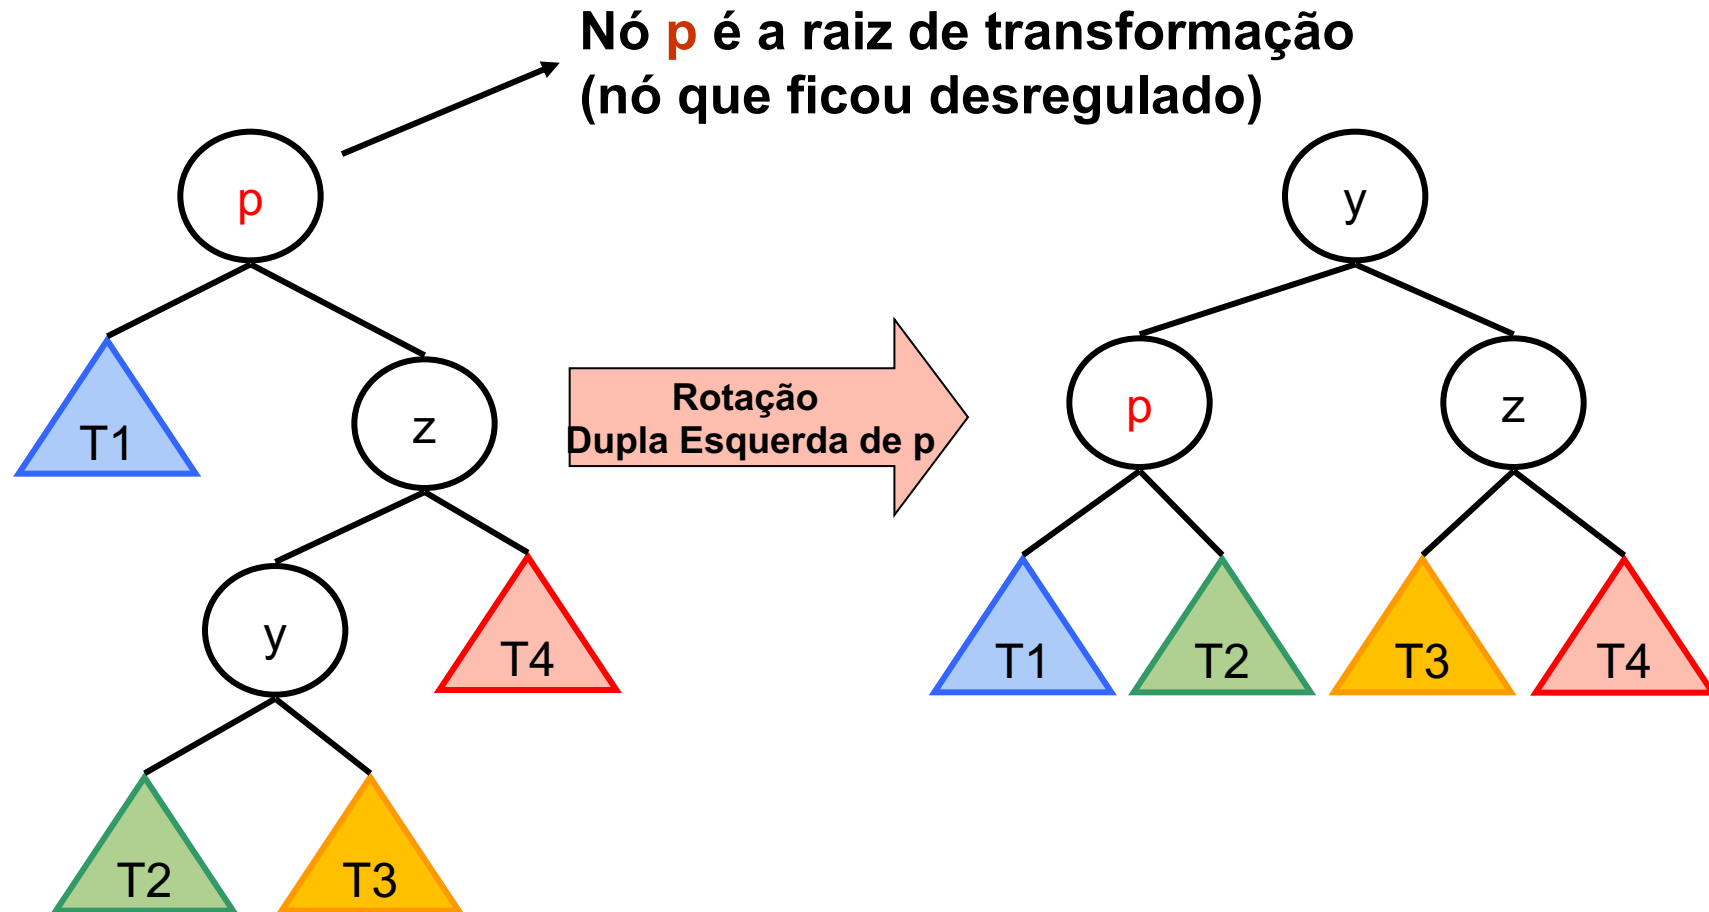 Nó p é a raiz de transformação
(nó que ficou desregulado)
p
T1
z
y
T4
T2
T3
Rotação
Dupla Esquerda de p
y
p
z
T1
T2
T3
T4